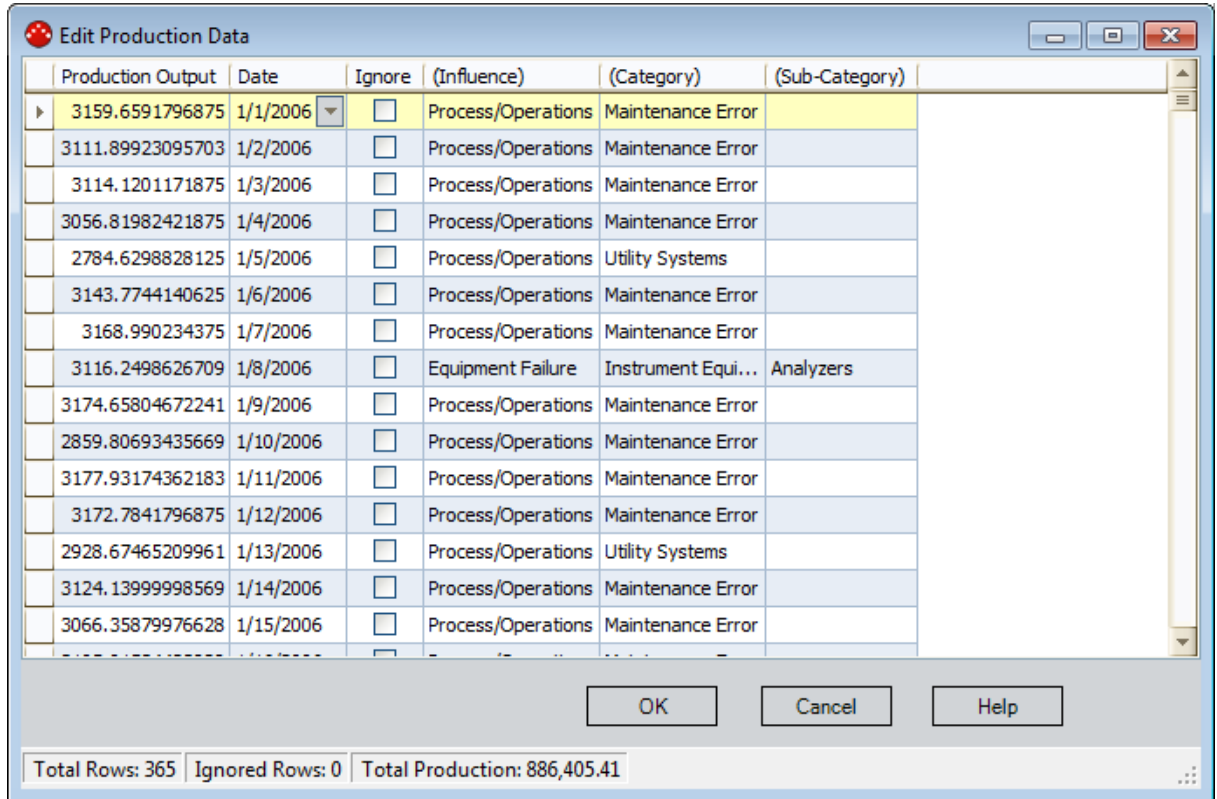 Edit Production Data
Production Output Date Ignore (Influence) (Category) (Sub-Category)
3159.6591796875 1/1/2006 Process/Operations Maintenance Error
3111.89923095703 1/2/2006 Process/Operations Maintenance Error
3114.1201171875 1/3/2006 Process/Operations Maintenance Error
3056.81982421875 1/4/2006 Process/Operations Maintenance Error
2784.6298828125 1/5/2006 Process/Operations Utility Systems
3143.7744140625 1/6/2006 Process/Operations Maintenance Error
3168.990234375 1/7/2006 Process/Operations Maintenance Error
3116.2498626709 1/8/2006 Equipment Failure Instrument Equi... Analyzers
3174.65804672241 1/9/2006 Process/Operations Maintenance Error
2859.80693435669 1/10/2006 Process/Operations Maintenance Error
3177.93174362183 1/11/2006 Process/Operations Maintenance Error
3172.7841796875 1/12/2006 Process/Operations Maintenance Error
2928.67465209961 1/13/2006 Process/Operations Utility Systems
3124.13999998569 1/14/2006 Process/Operations Maintenance Error
3066.35879976628 1/15/2006 Process/Operations Maintenance Error
OK Cancel Help
Total Rows: 365 Ignored Rows: 0 Total Production: 886,405.41